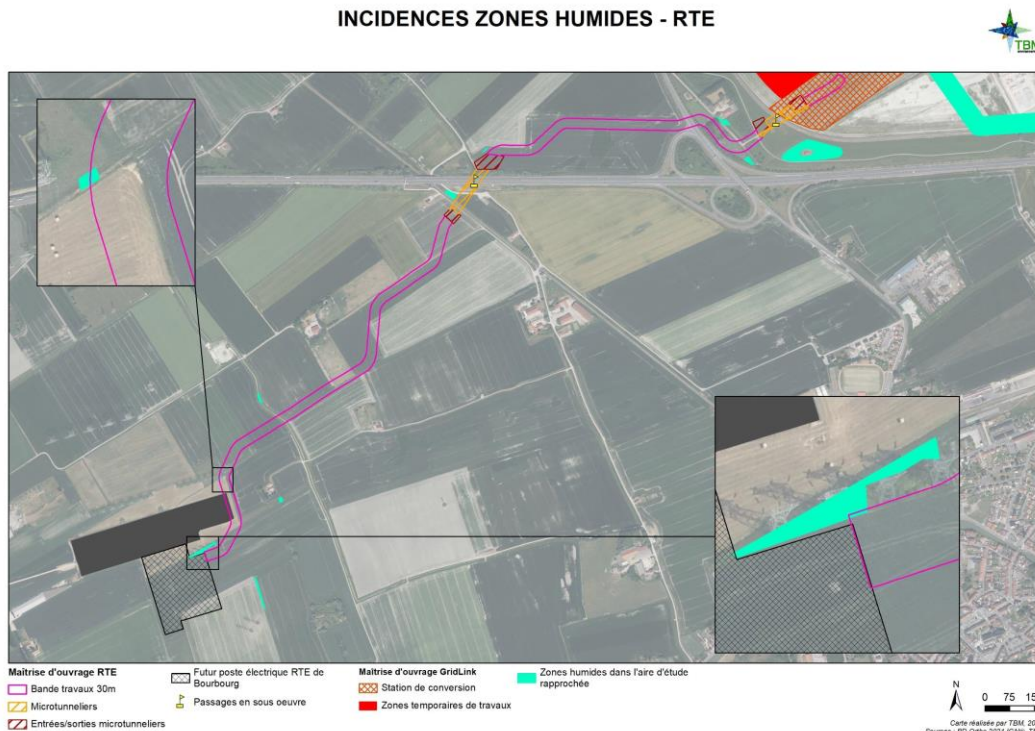 INCIDENCES ZONES HUMIDES - RTE
TBM
Maîtrise d'ouvrage RTE
Bande travaux 30m
Microtunneliers
Entrées/sorties microtunneliers
Futur poste électrique RTE de
Bourbourg
Passages en sous oeuvre
Maîtrise d'ouvrage GridLink
Station de conversion
Zones temporaires de travaux
Zones humides dans l'aire d'étude
rapprochée
N
0 75 15
Carte réalisée par TBM, 20